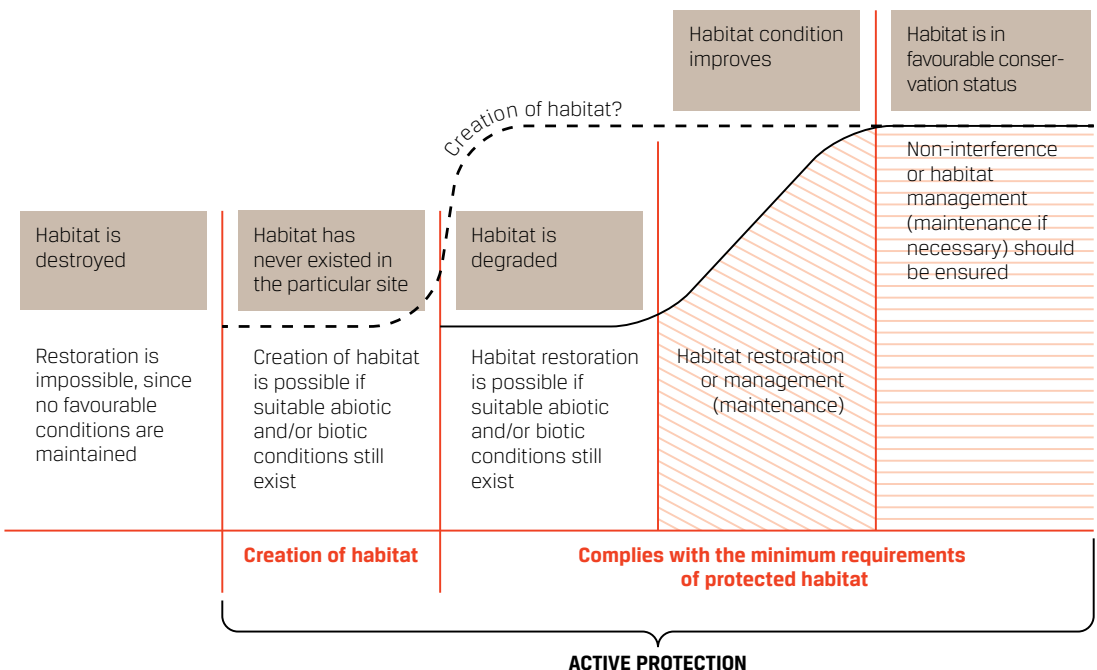 Habitat condition
improves
Habitat is in
favourable conser-
vation status
Creation of habitat?
Non-interference
or habitat
management
(maintenance if
necessary) should
be ensured
Habitat is
destroyed
Habitat has
never existed in
the particular site
Habitat is
degraded
Restoration is
impossible, since
no favourable
conditions are
maintained
Creation of habitat
is possible if
suitable abiotic
and/or biotic
conditions still
exist
Habitat restoration
is possible if
suitable abiotic
and/or biotic
conditions still
exist
Habitat restoration
or management
(maintenance)
Creation of habitat
Complies with the minimum requirements
of protected habitat
ACTIVE PROTECTION